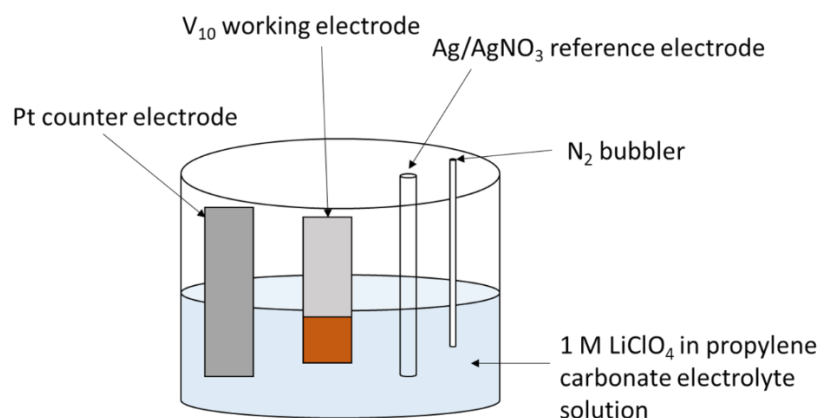 V₁₀ working electrode
Ag/AgNO₃ reference electrode
Pt counter electrode
N₂ bubbler
1 M LiClO₄ in propylene
carbonate electrolyte
solution